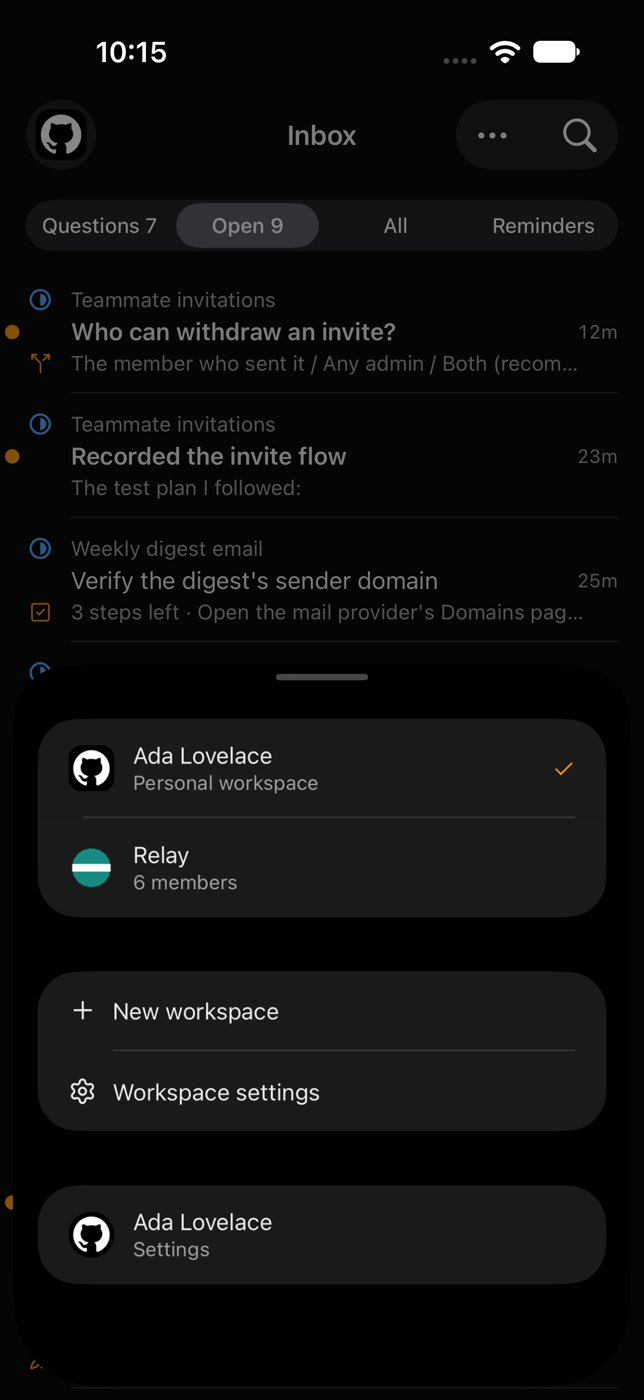 10:15
Inbox
Questions 7
Open 9
All
Reminders
Teammate invitations
Who can withdraw an invite?
12m
The member who sent it / Any admin / Both (recom...
Teammate invitations
Recorded the invite flow
23m
The test plan I followed:
Weekly digest email
Verify the digest's sender domain
25m
3 steps left · Open the mail provider's Domains pag...
Ada Lovelace
Personal workspace
Relay
6 members
New workspace
Workspace settings
Ada Lovelace
Settings